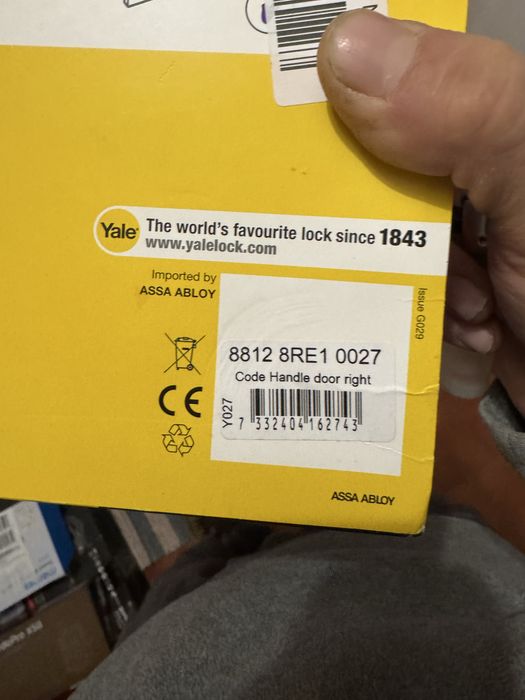 Yale
The world's favourite lock since 1843
www.yalelock.com
Imported by
ASSA ABLOY
Issue G029
8812 8RE1 0027
Code Handle door right
Y027
7 332404 162743
CE
ASSA ABLOY